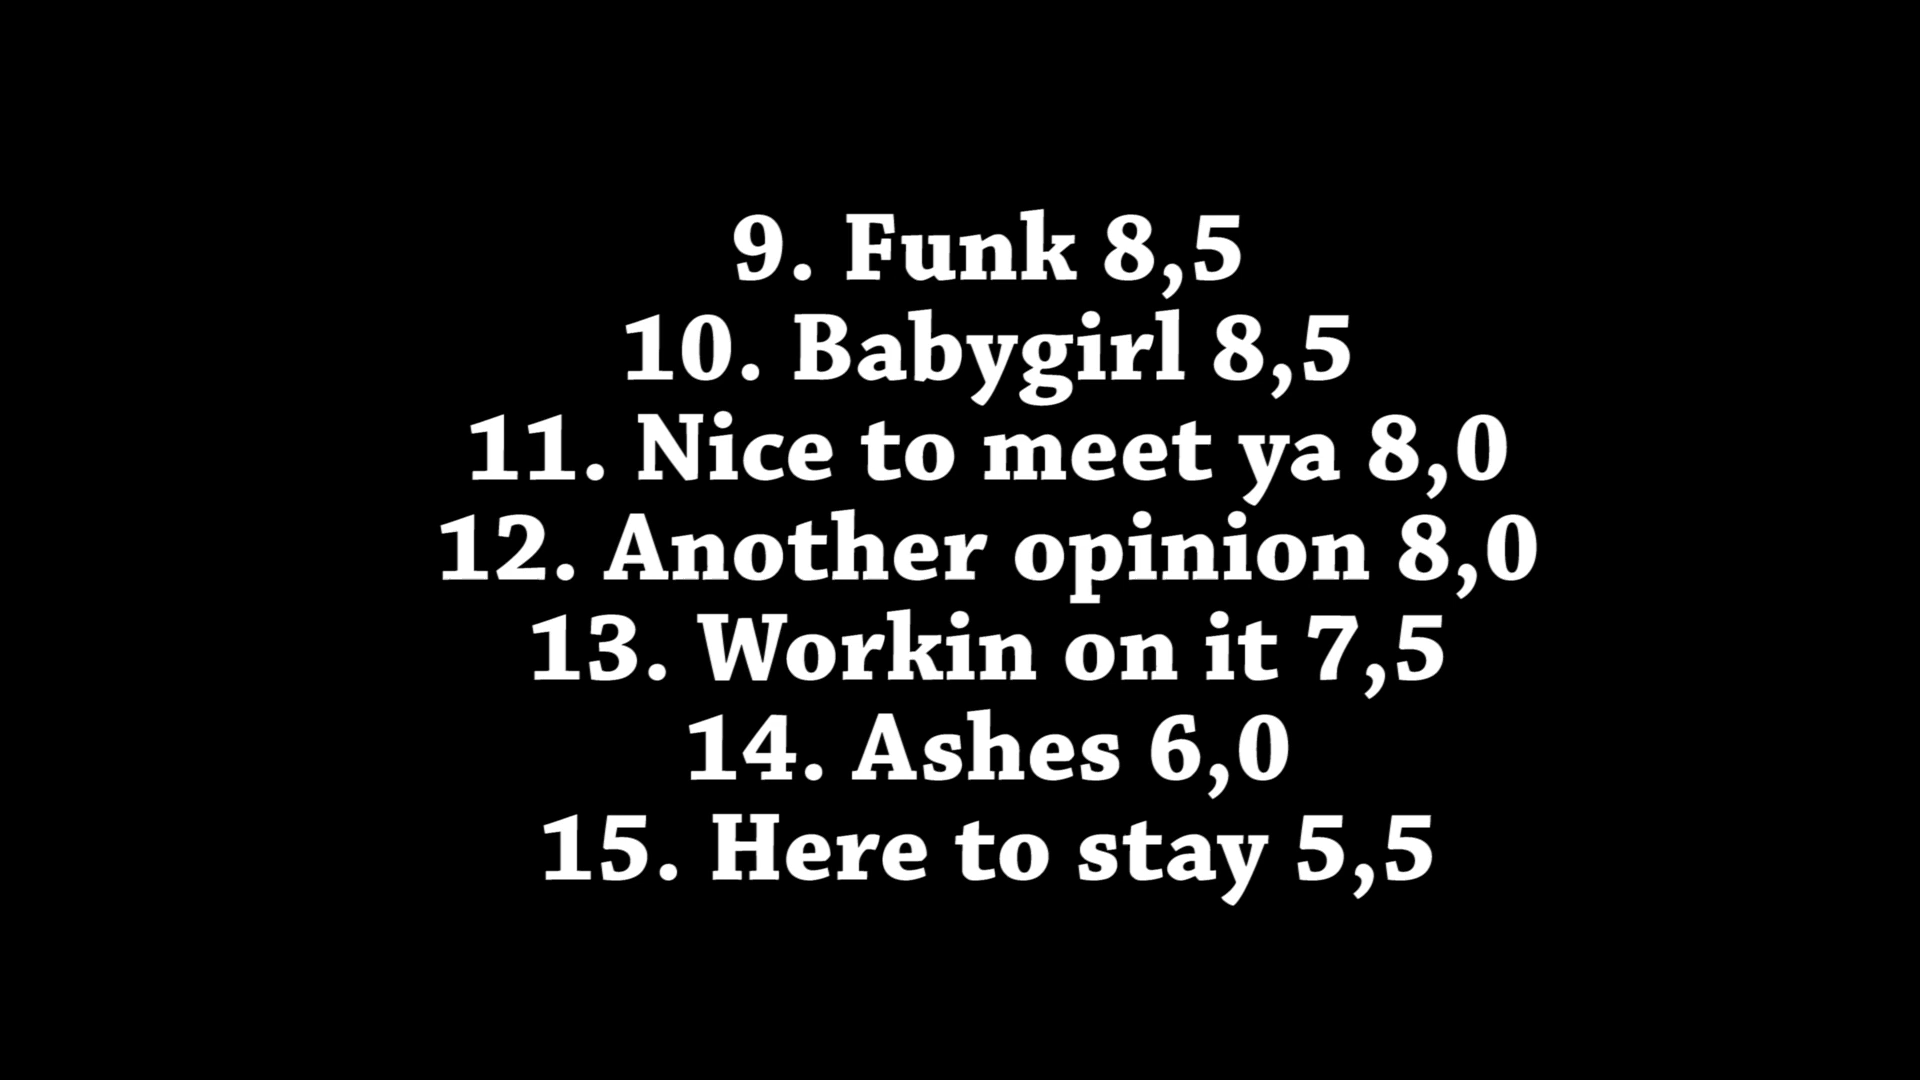 9. Funk 8,5
10. Babygirl 8,5
11. Nice to meet ya 8,0
12. Another opinion 8,0
13. Workin on it 7,5
14. Ashes 6,0
15. Here to stay 5,5